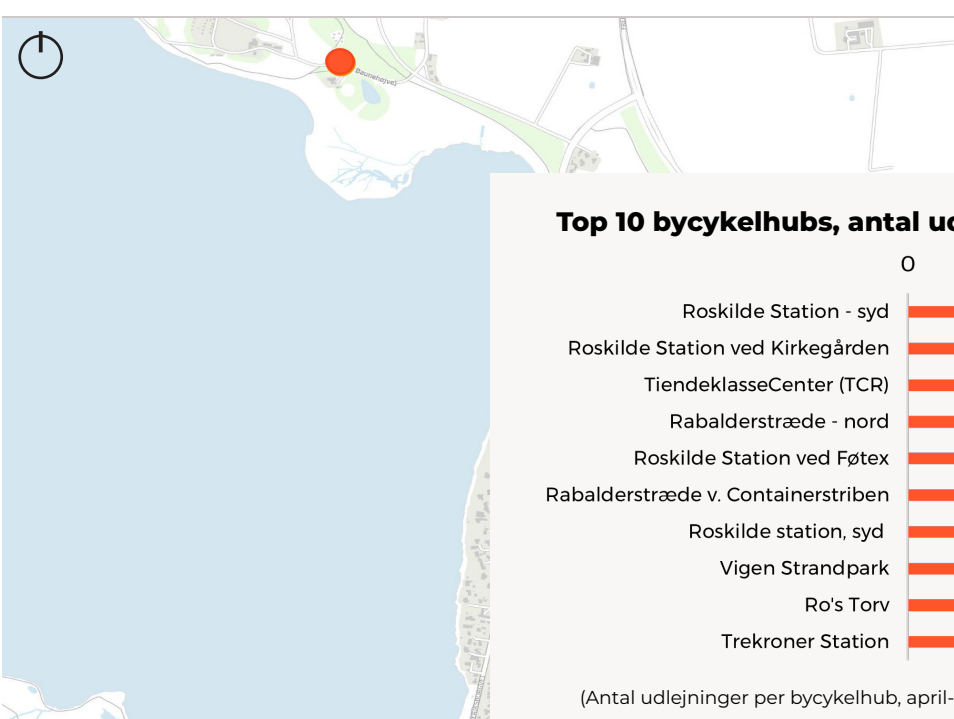 Baunehøjvej
Top 10 bycykelhubs, antal ud
0
Roskilde Station - syd
Roskilde Station ved Kirkegården
TiendeklasseCenter (TCR)
Rabalderstræde - nord
Roskilde Station ved Føtex
Rabalderstræde v. Containerstriben
Roskilde station, syd
Vigen Strandpark
Ro's Torv
Trekroner Station
(Antal udlejninger per bycykelhub, april-